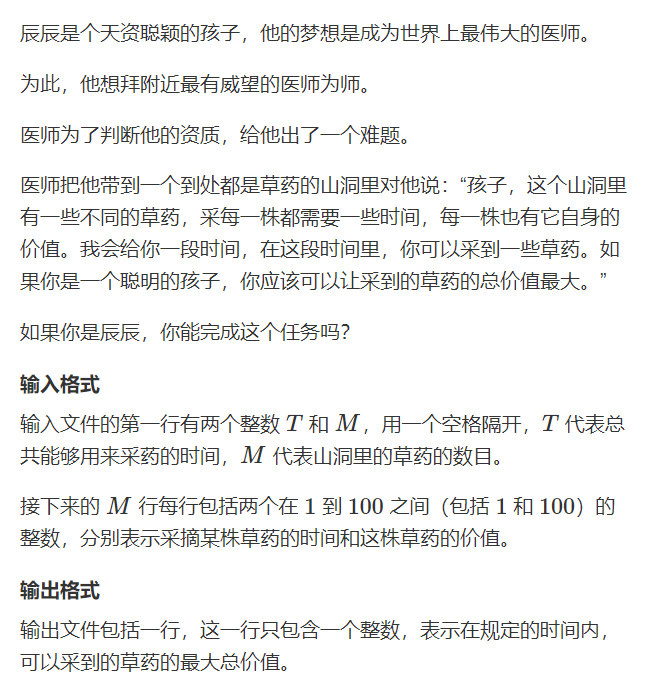 辰辰是个天资聪颖的孩子，他的梦想是成为世界上最伟大的医师。
为此，他想拜附近最有威望的医师为师。
医师为了判断他的资质，给他出了一个难题。
医师把他带到一个到处都是草药的山洞里对他说：“孩子，这个山洞里
有一些不同的草药，采每一株都需要一些时间，每一株也有它自身的
价值。我会给你一段时间，在这段时间里，你可以采到一些草药。如
果你是一个聪明的孩子，你应该可以让采到的草药的总价值最大。”
如果你是辰辰，你能完成这个任务吗？
输入格式
输入文件的第一行有两个整数 T 和 M，用一个空格隔开，T 代表总
共能够用来采药的时间，M 代表山洞里的草药的数目。
接下来的 M 行每行包括两个在 1 到 100 之间（包括 1 和 100）的
整数，分别表示采摘某株草药的时间和这株草药的价值。
输出格式
输出文件包括一行，这一行只包含一个整数，表示在规定的时间内，
可以采到的草药的最大总价值。